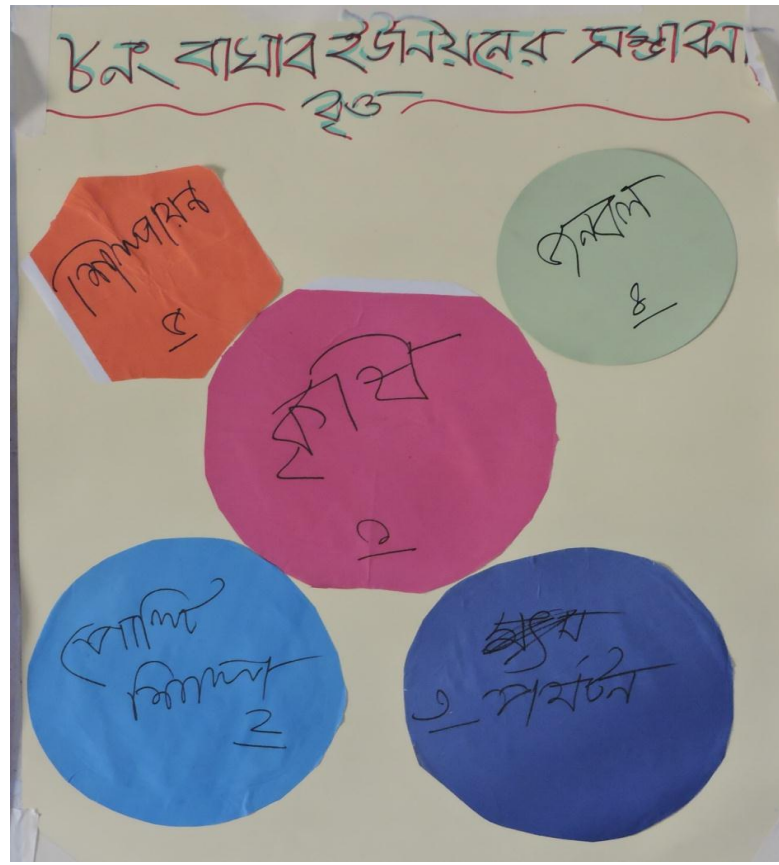 ৮নং বাঘাব ইউনিয়নের সম্ভাবনা
বৃত্ত
শিল্পায়ন
৫
জনবল
৪
কৃষি
১
পোল্ট্রি
শিল্প
২
৩ পর্যটন